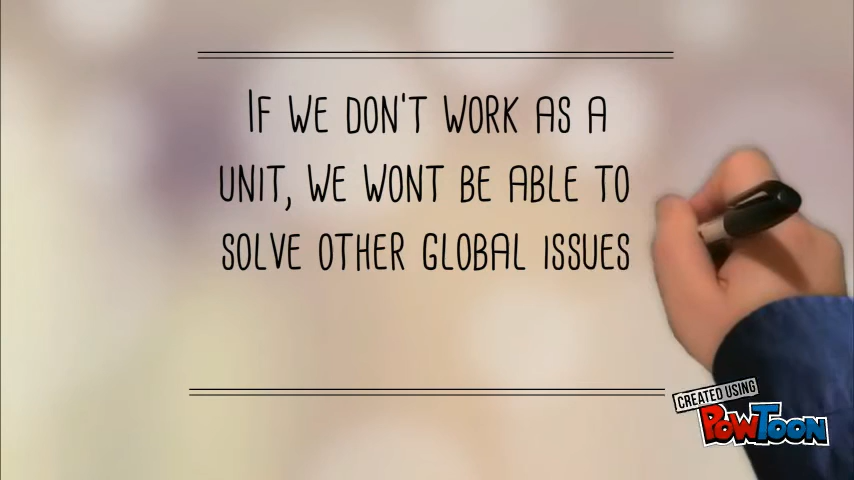 If we don't work as a
unit, we wont be able to
solve other global issues
CREATED USING
POWTOON